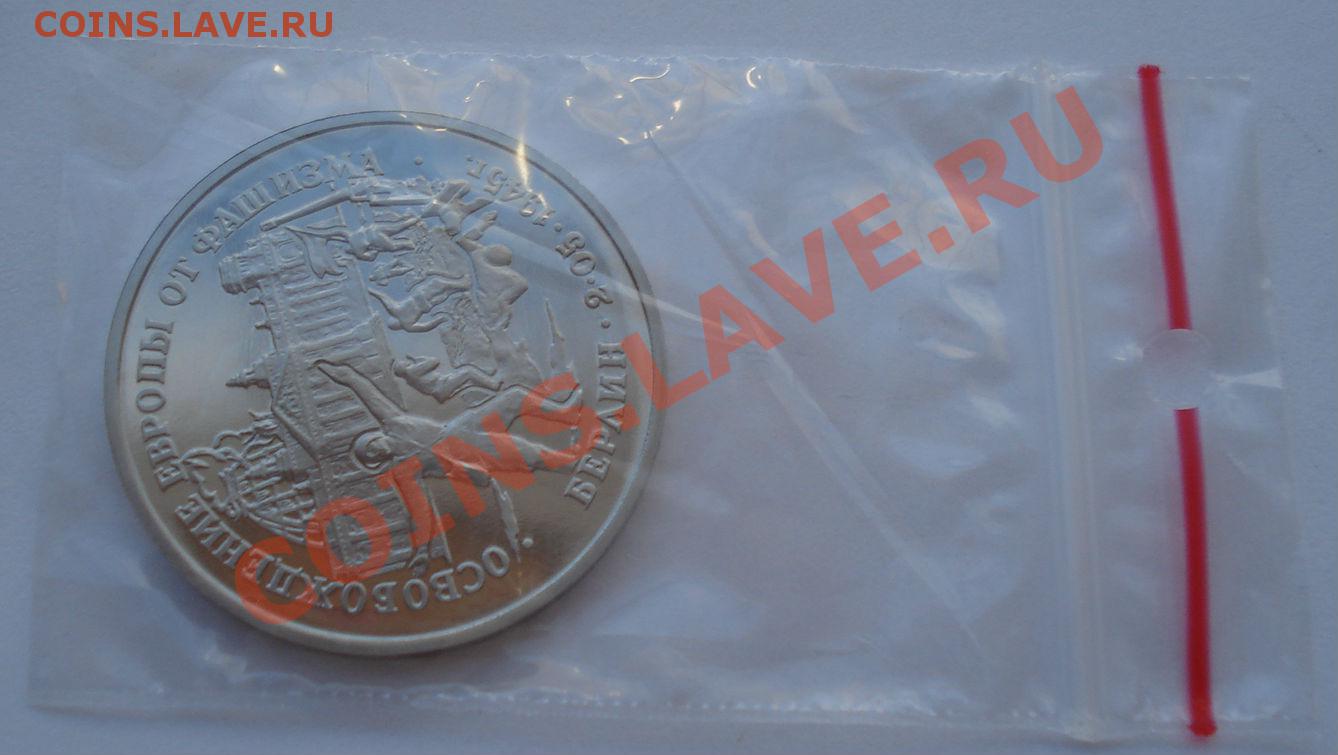 COINS.LAVE.RU
• ОСВОБОЖДЕНИЕ ЕВРОПЫ ОТ ФАШИЗМА •
БЕРЛИН • 2•05•1945г.
COINS.LAVE.RU